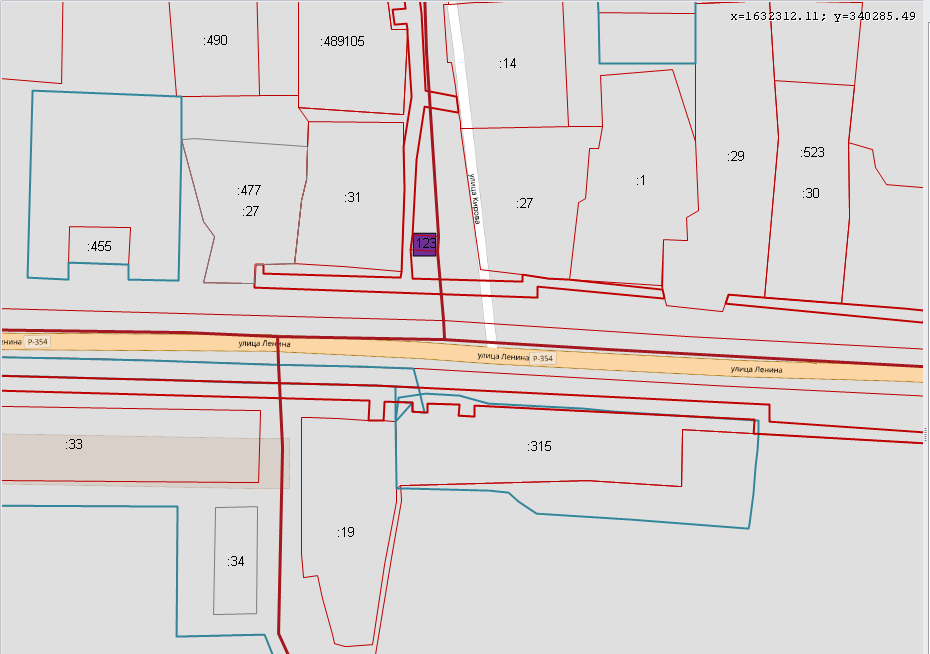 x=1632312.11; y=340285.49
:490
:489105
:14
:29
:523
:30
:1
:477
:27
:31
:27
улица Кирова
123
:455
нина
Р-354
улица Ленина
улица Ленина
Р-354
улица Ленина
:33
:315
:19
:34